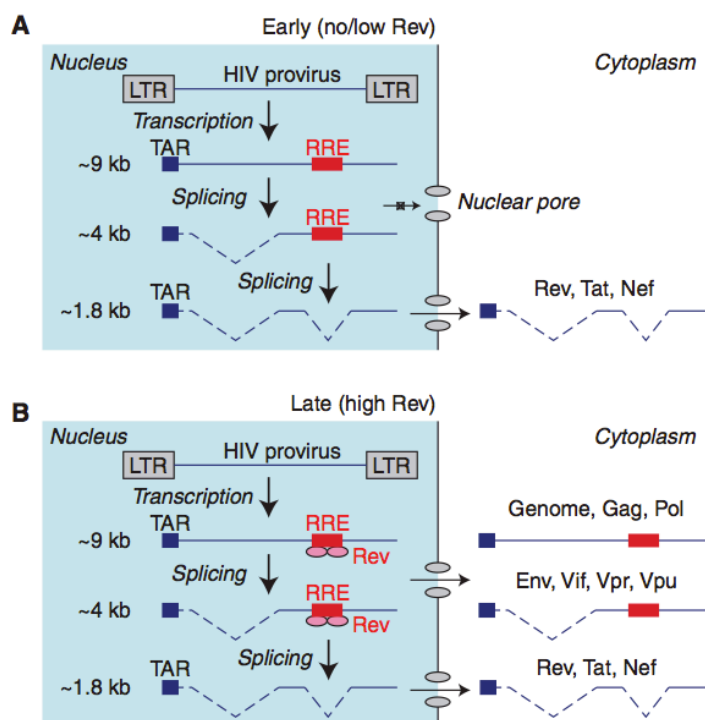 A
Early (no/low Rev)
Nucleus
Cytoplasm
LTR HIV provirus LTR
Transcription
TAR RRE
~9 kb
Splicing
Nuclear pore
RRE
~4 kb
Splicing
TAR
~1.8 kb
Rev, Tat, Nef
B
Late (high Rev)
Nucleus
Cytoplasm
LTR HIV provirus LTR
Transcription
Genome, Gag, Pol
TAR RRE
~9 kb
Rev
Splicing
Env, Vif, Vpr, Vpu
RRE
~4 kb
Rev
Splicing
TAR
~1.8 kb
Rev, Tat, Nef